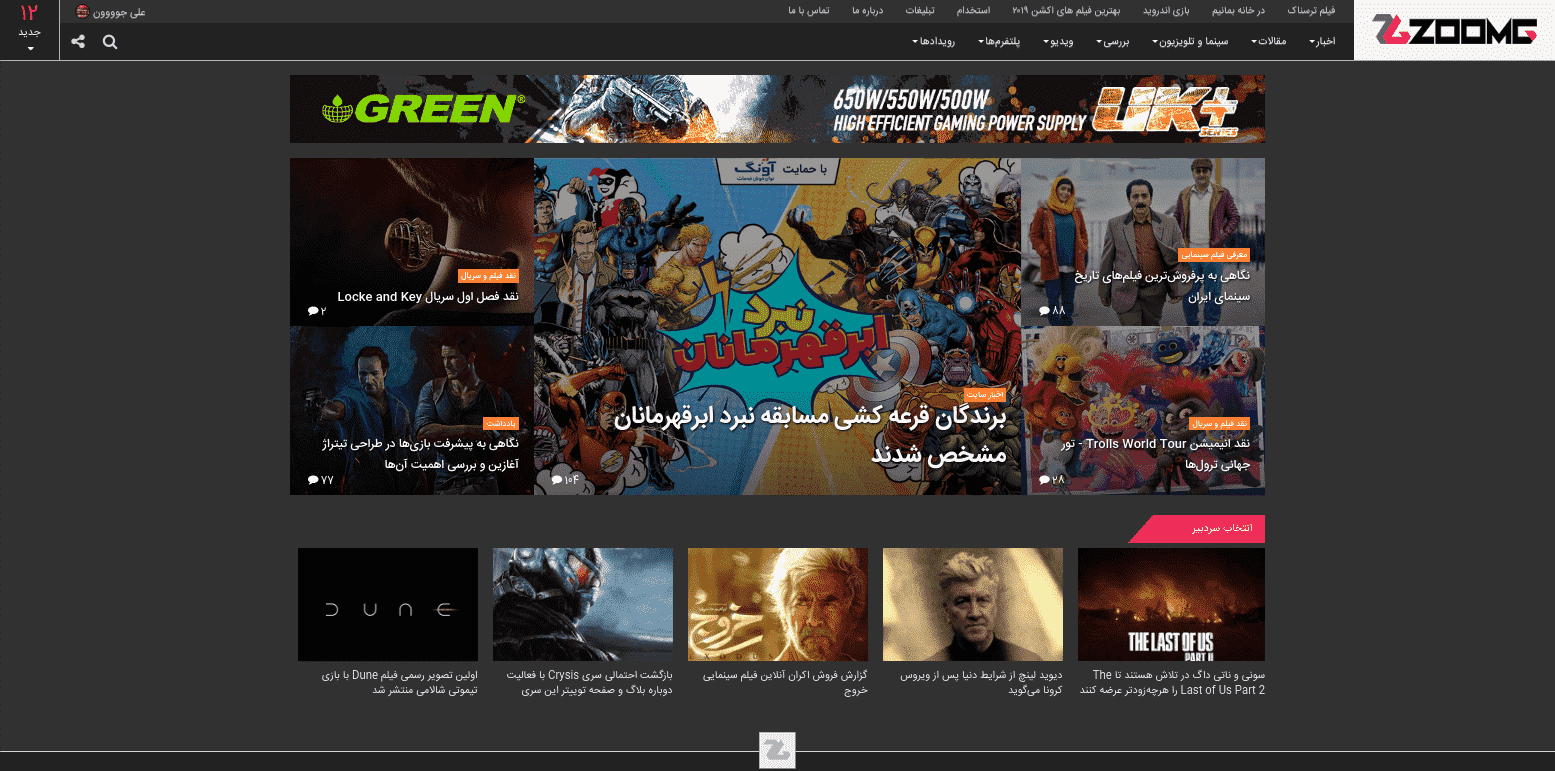 ZOOMG
فیلم ترسناک
در خانه بمانیم
بازی اندروید
بهترین فیلم های اکشن ۲۰۱۹
استخدام
تبلیغات
درباره ما
تماس با ما
علی جوووون
۱۲
جدید
اخبار
مقالات
سینما و تلویزیون
بررسی
ویدیو
پلتفرم‌ها
رویدادها
GREEN®
650W/550W/500W
HIGH EFFICIENT GAMING POWER SUPPLY
UK+
SERIES
معرفی فیلم سینمایی
نگاهی به پرفروش‌ترین فیلم‌های تاریخ
سینمای ایران
۸۸
نقد فیلم و سریال
نقد انیمیشن Trolls World Tour - تور
جهانی ترول‌ها
۲۸
با حمایت آونگ
نبرد
ابرقهرمانان
اخبار سایت
برندگان قرعه کشی مسابقه نبرد ابرقهرمانان
مشخص شدند
۱۰۴
نقد فیلم و سریال
نقد فصل اول سریال Locke and Key
۲
یادداشت
نگاهی به پیشرفت بازی‌ها در طراحی تیتراژ
آغازین و بررسی اهمیت آن‌ها
۷۷
انتخاب سردبیر
THE LAST OF US
PART II
سونی و ناتی داگ در تلاش هستند تا The
Last of Us Part 2 را هرچه‌زودتر عرضه کنند
دیوید لینچ از شرایط دنیا پس از ویروس
کرونا می‌گوید
خروج
گزارش فروش اکران آنلاین فیلم سینمایی
خروج
بازگشت احتمالی سری Crysis با فعالیت
دوباره بلاگ و صفحه توییتر این سری
DUNE
اولین تصویر رسمی فیلم Dune با بازی
تیموتی شالامی منتشر شد